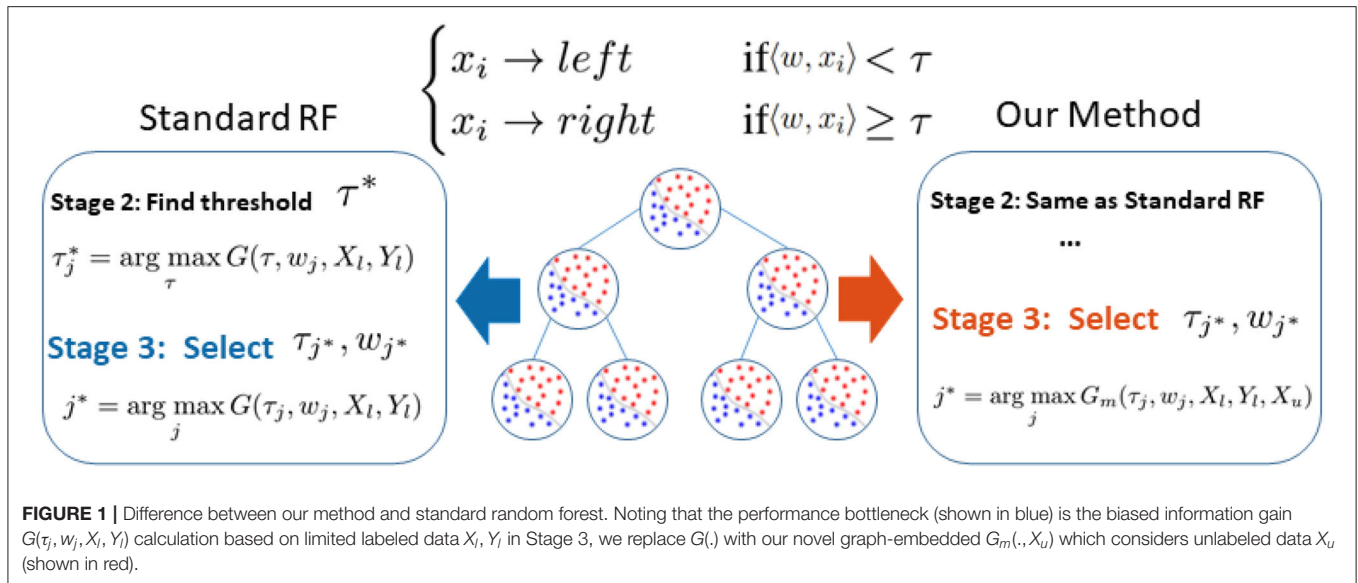 x_i → left if⟨w, x_i⟩ < τ
x_i → right if⟨w, x_i⟩ ≥ τ
Standard RF
Stage 2: Find threshold τ*
τ_j* = arg max_τ G(τ, w_j, X_l, Y_l)
Stage 3: Select τ_{j*}, w_{j*}
j* = arg max_j G(τ_j, w_j, X_l, Y_l)
Our Method
Stage 2: Same as Standard RF
...
Stage 3: Select τ_{j*}, w_{j*}
j* = arg max_j G_m(τ_j, w_j, X_l, Y_l, X_u)
FIGURE 1 | Difference between our method and standard random forest. Noting that the performance bottleneck (shown in blue) is the biased information gain
G(τ_j, w_j, X_l, Y_l) calculation based on limited labeled data X_l, Y_l in Stage 3, we replace G(.) with our novel graph-embedded G_m(., X_u) which considers unlabeled data X_u
(shown in red).